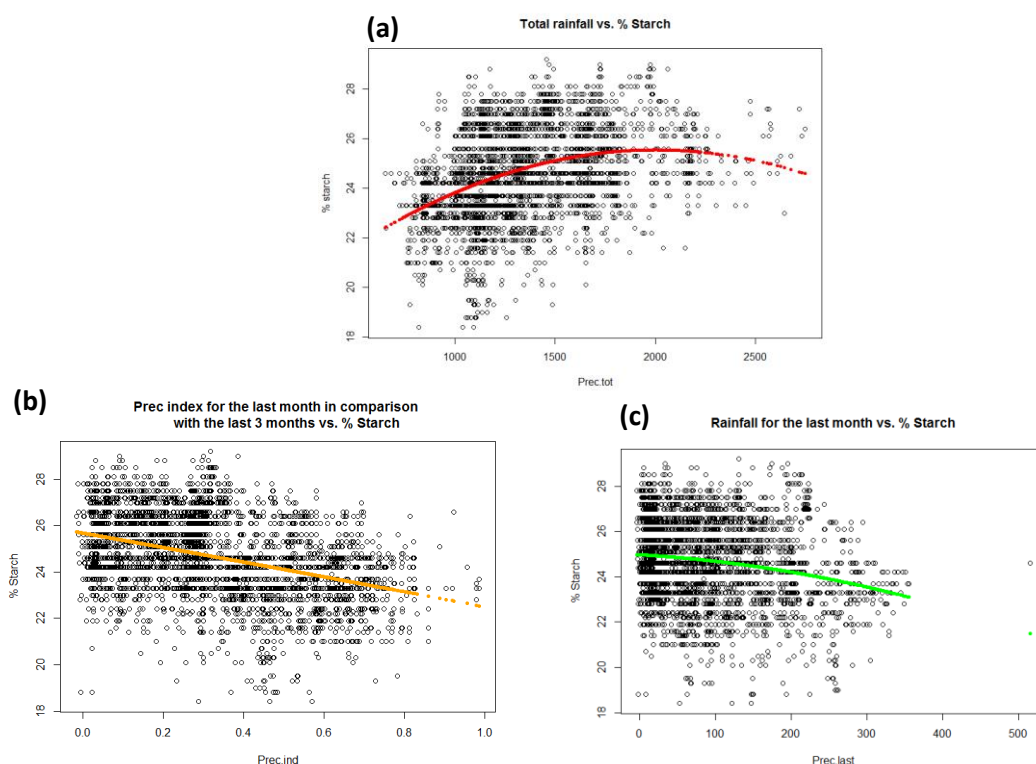 (a)
Total rainfall vs. % Starch
% starch
28
26
24
22
20
18
1000 1500 2000 2500
Prec.tot
(b)
Prec index for the last month in comparison
with the last 3 months vs. % Starch
% Starch
28
26
24
22
20
18
0.0 0.2 0.4 0.6 0.8 1.0
Prec.ind
(c)
Rainfall for the last month vs. % Starch
% Starch
28
26
24
22
20
18
0 100 200 300 400 500
Prec.last